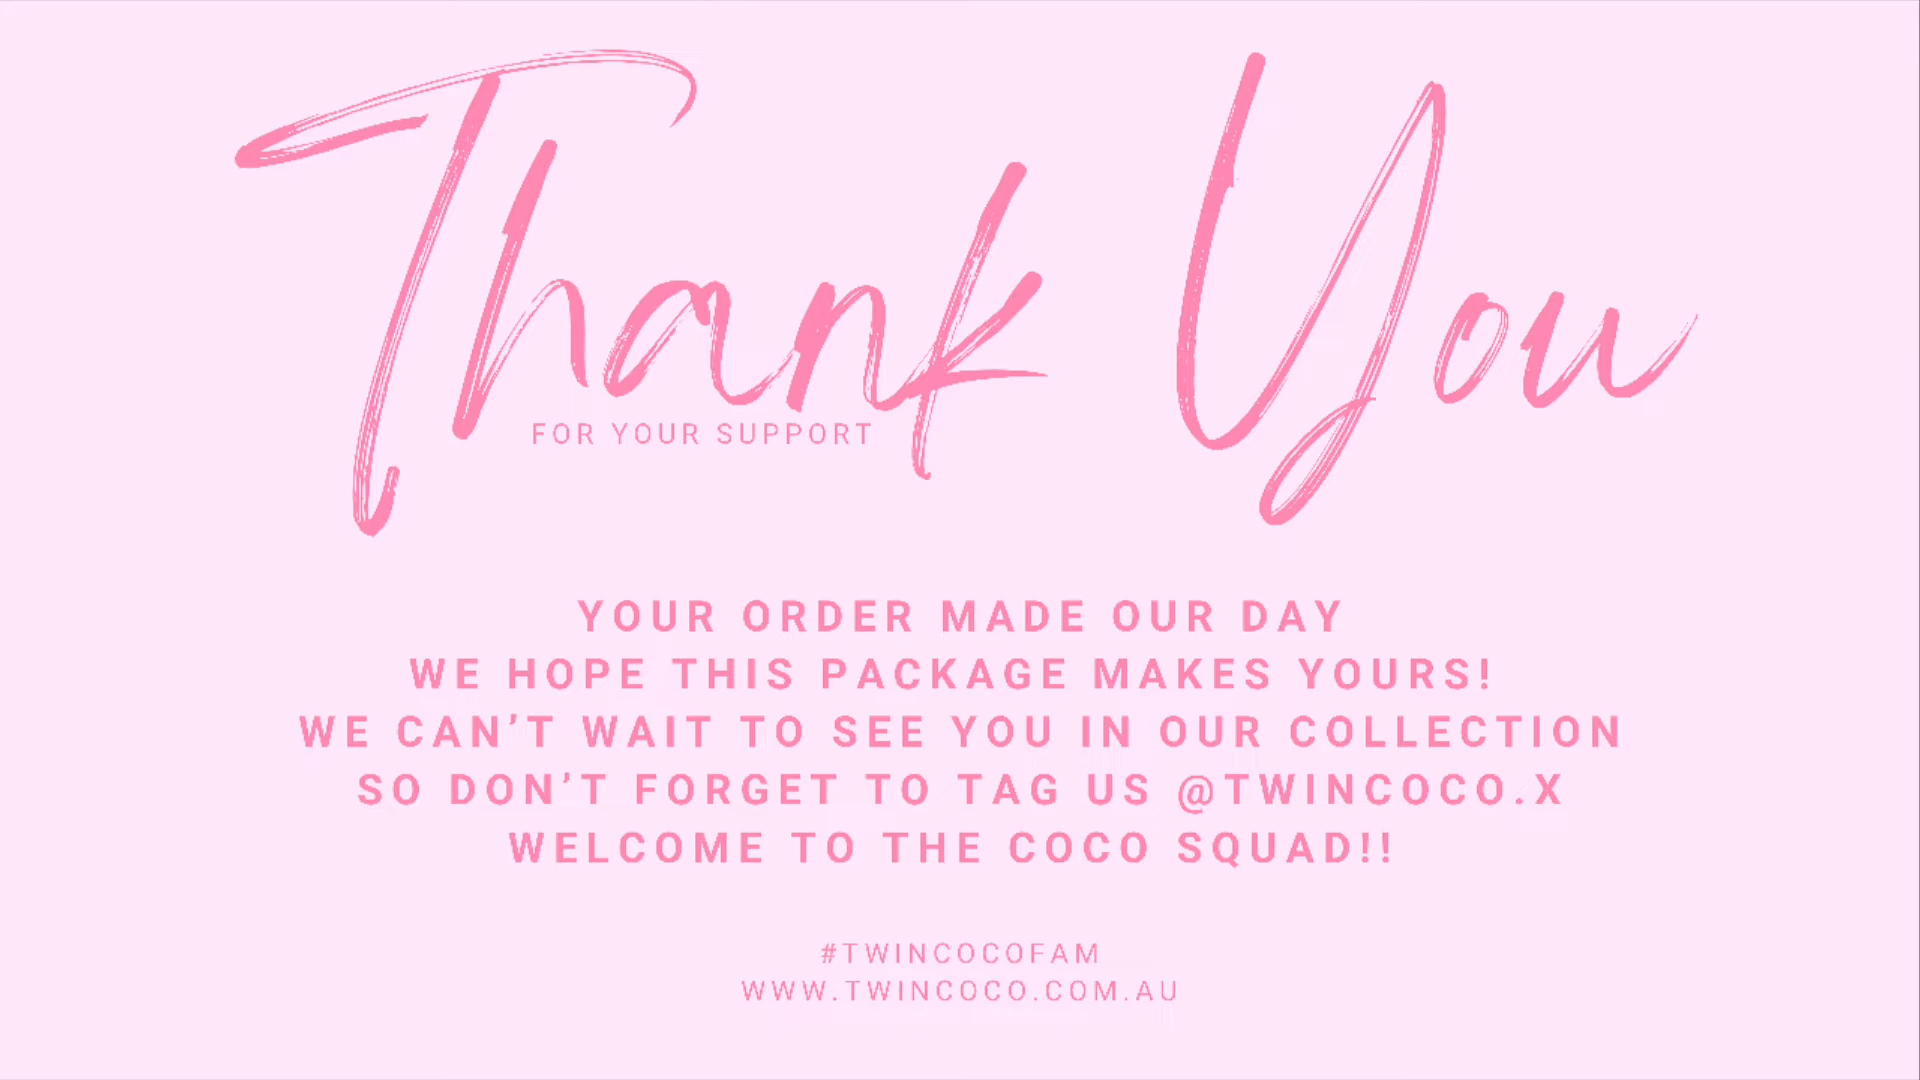 Thank You
FOR YOUR SUPPORT
YOUR ORDER MADE OUR DAY
WE HOPE THIS PACKAGE MAKES YOURS!
WE CAN’T WAIT TO SEE YOU IN OUR COLLECTION
SO DON’T FORGET TO TAG US @TWINCOCO.X
WELCOME TO THE COCO SQUAD!!
#TWINCOCOFAM
WWW.TWINCOCO.COM.AU